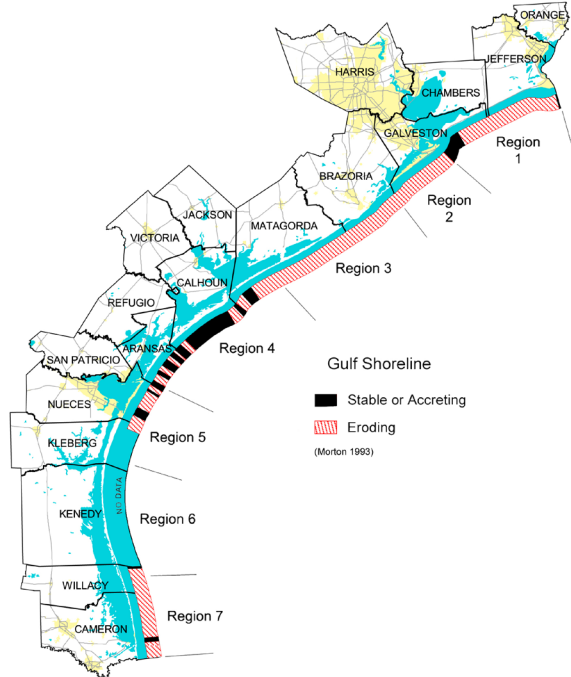 ORANGE
JEFFERSON
HARRIS
CHAMBERS
GALVESTON
Region
1
BRAZORIA
Region
2
JACKSON
MATAGORDA
VICTORIA
Region 3
CALHOUN
REFUGIO
ARANSAS
Region 4
SAN PATRICIO
Gulf Shoreline
NUECES
Stable or Accreting
Eroding
(Morton 1993)
Region 5
KLEBERG
NO DATA
KENEDY
Region 6
WILLACY
Region 7
CAMERON